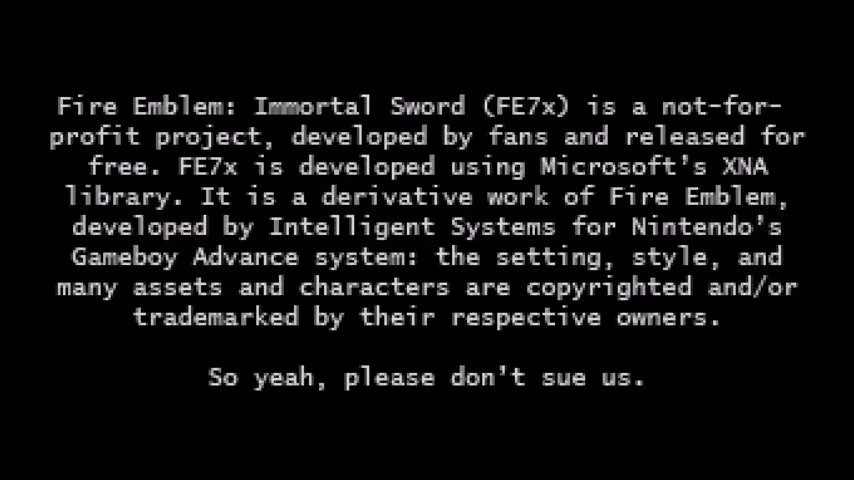 Fire Emblem: Immortal Sword (FE7x) is a not-for-
profit project, developed by fans and released for
free. FE7x is developed using Microsoft's XNA
library. It is a derivative work of Fire Emblem,
developed by Intelligent Systems for Nintendo's
Gameboy Advance system: the setting, style, and
many assets and characters are copyrighted and/or
trademarked by their respective owners.
So yeah, please don't sue us.